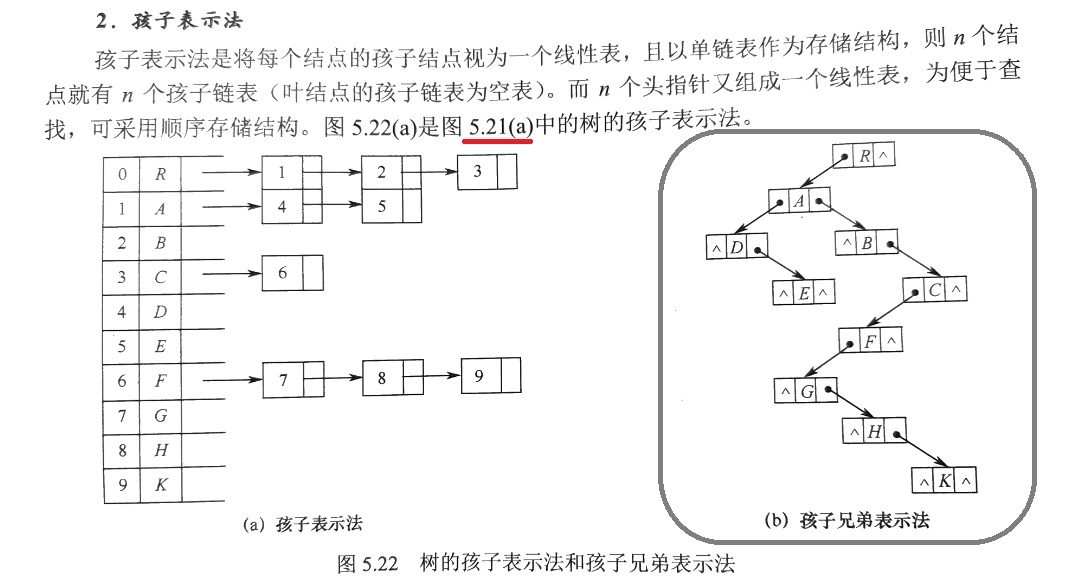 2. 孩子表示法
孩子表示法是将每个结点的孩子结点视为一个线性表，且以单链表作为存储结构，则 n 个结
点就有 n 个孩子链表（叶结点的孩子链表为空表）。而 n 个头指针又组成一个线性表，为便于查
找，可采用顺序存储结构。图 5.22(a)是图 5.21(a)中的树的孩子表示法。
0 R 1 2 3
1 A 4 5
2 B
3 C 6
4 D
5 E
6 F 7 8 9
7 G
8 H
9 K
(a) 孩子表示法
R ^
A
^ D
^ B
^ E ^
C ^
F ^
^ G
^ H
^ K ^
(b) 孩子兄弟表示法
图 5.22 树的孩子表示法和孩子兄弟表示法